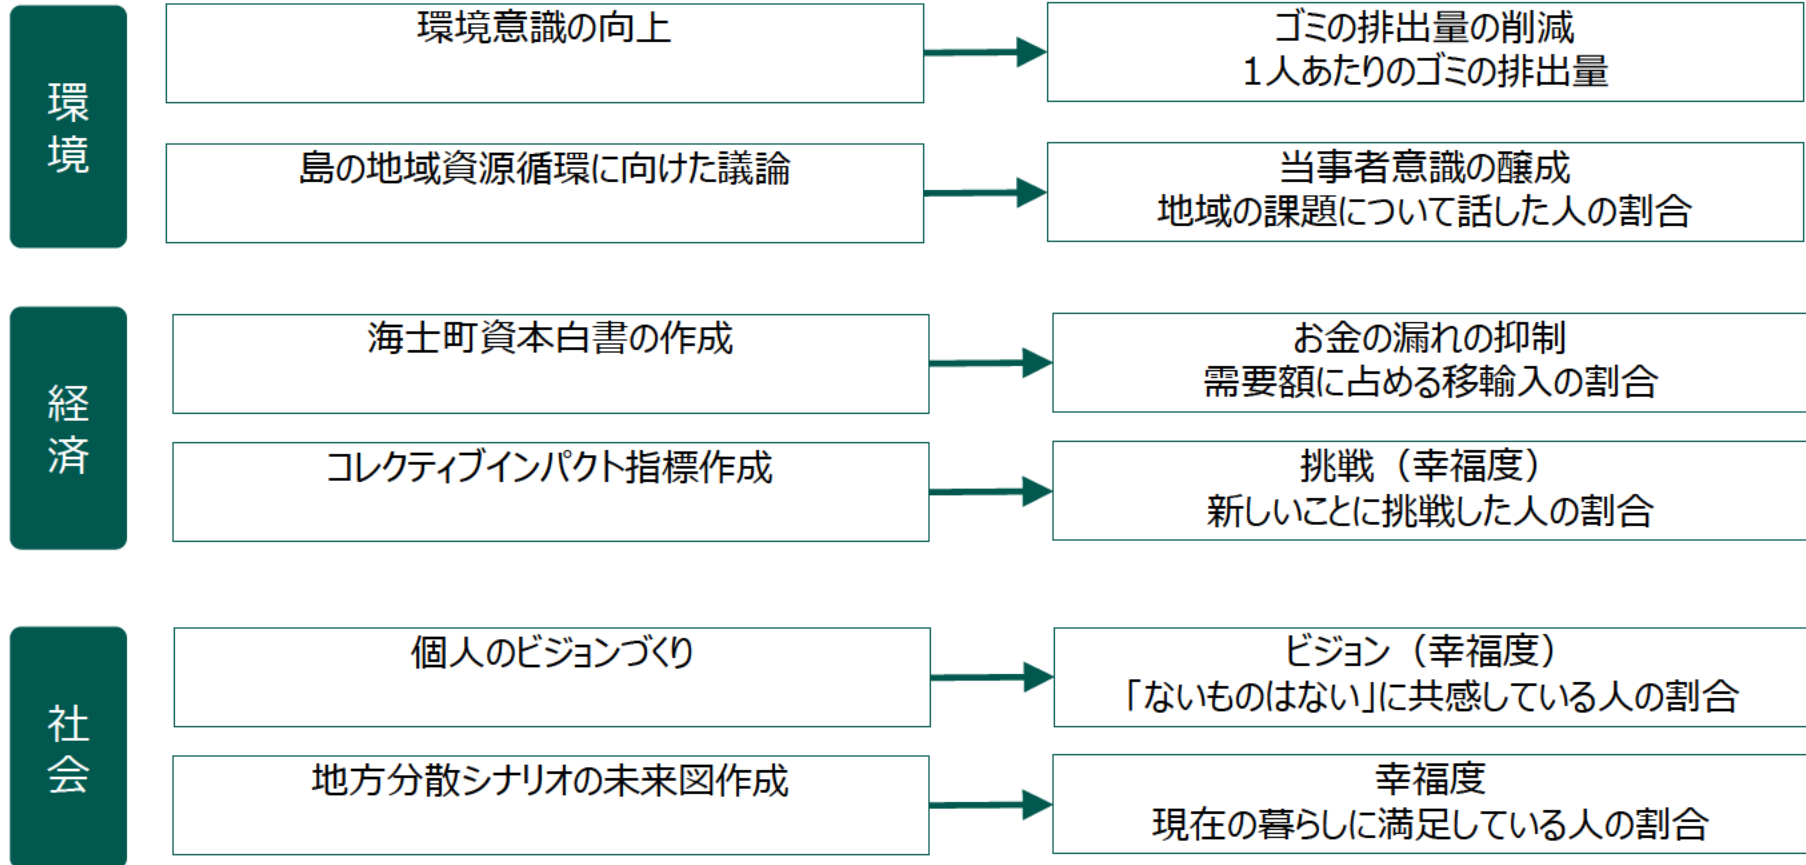 環境
環境意識の向上
ゴミの排出量の削減
1人あたりのゴミの排出量
島の地域資源循環に向けた議論
当事者意識の醸成
地域の課題について話した人の割合
経済
海士町資本白書の作成
お金の漏れの抑制
需要額に占める移輸入の割合
コレクティブインパクト指標作成
挑戦（幸福度）
新しいことに挑戦した人の割合
社会
個人のビジョンづくり
ビジョン（幸福度）
「ないものはない」に共感している人の割合
地方分散シナリオの未来図作成
幸福度
現在の暮らしに満足している人の割合